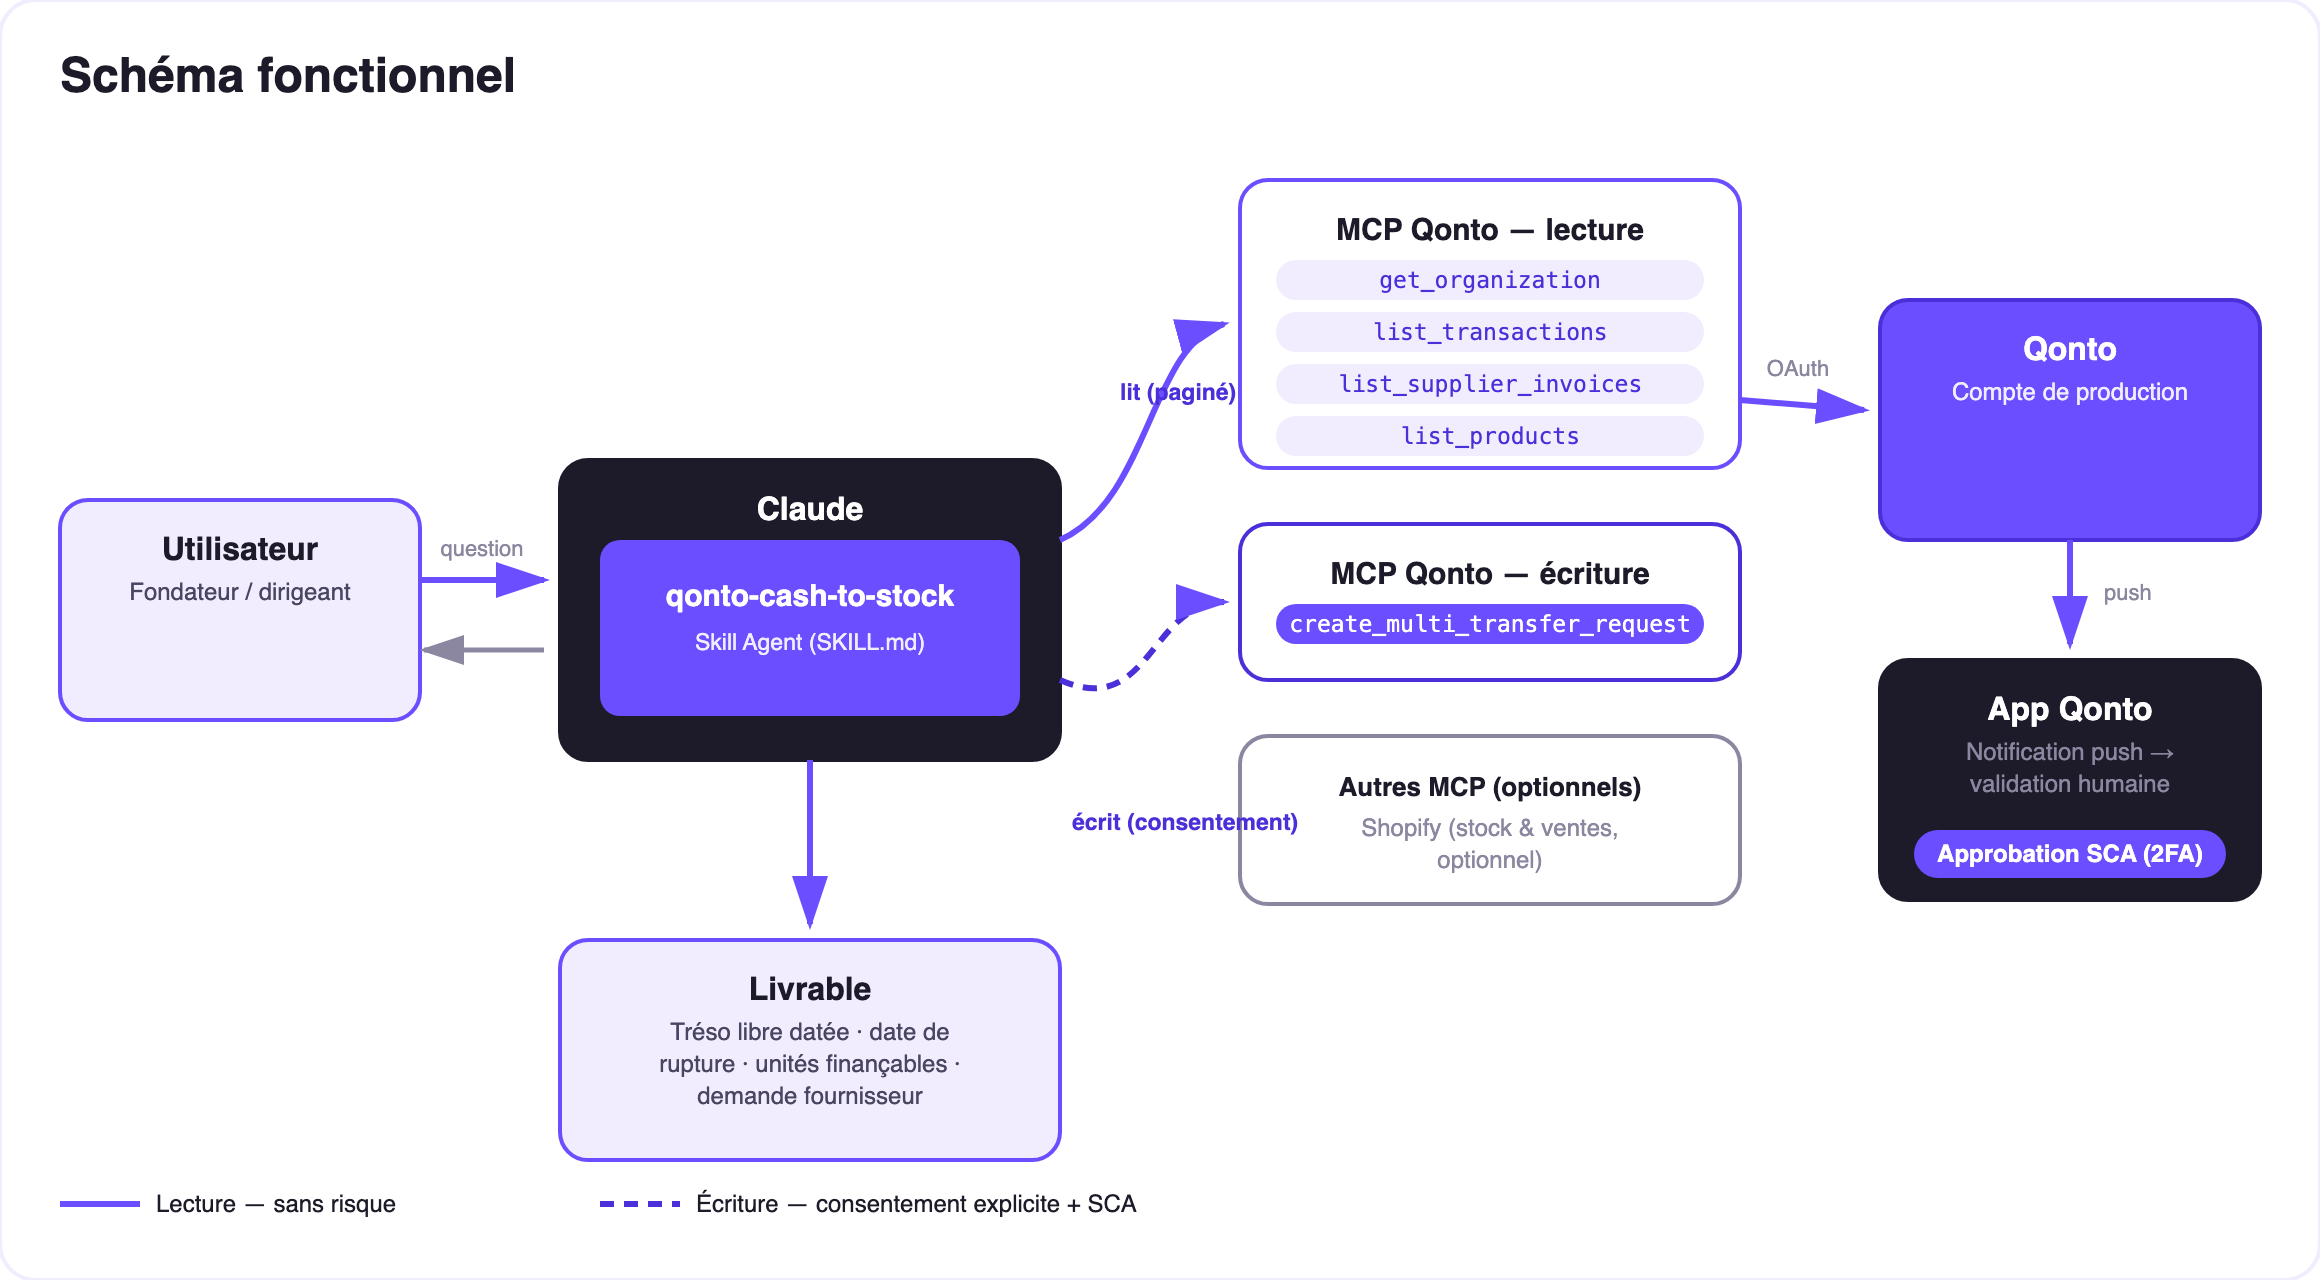 Schéma fonctionnel
Utilisateur
Fondateur / dirigeant
question
Claude
qonto-cash-to-stock
Skill Agent (SKILL.md)
lit (paginé)
MCP Qonto — lecture
get_organization
list_transactions
list_supplier_invoices
list_products
OAuth
Qonto
Compte de production
MCP Qonto — écriture
create_multi_transfer_request
push
écrit (consentement)
Autres MCP (optionnels)
Shopify (stock & ventes,
optionnel)
App Qonto
Notification push →
validation humaine
Approbation SCA (2FA)
Livrable
Tréso libre datée · date de
rupture · unités finançables ·
demande fournisseur
Lecture — sans risque
Écriture — consentement explicite + SCA